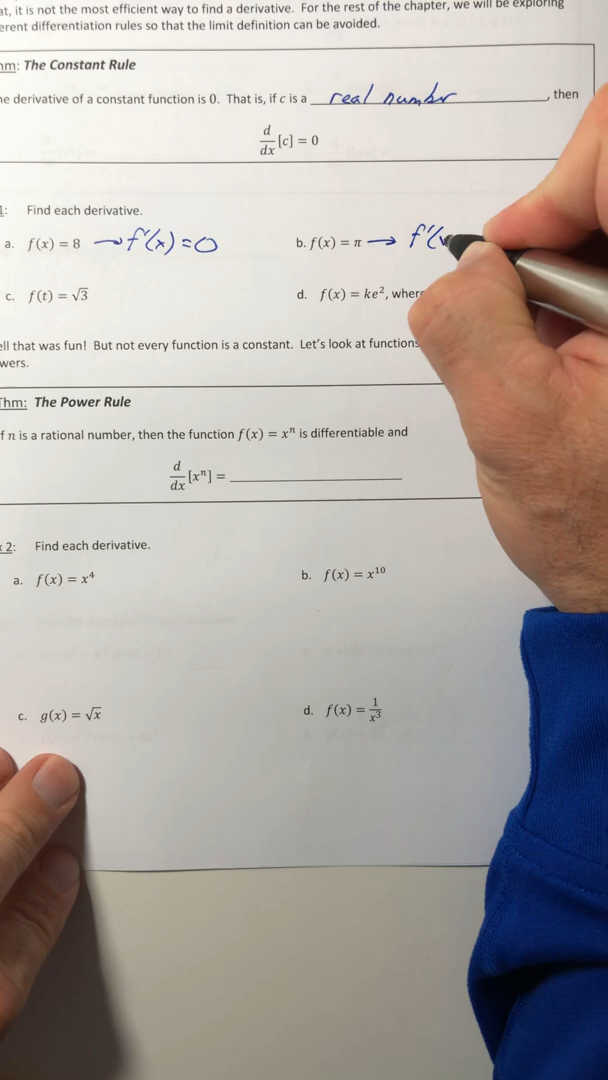 at, it is not the most efficient way to find a derivative. For the rest of the chapter, we will be exploring
erent differentiation rules so that the limit definition can be avoided.
hm: The Constant Rule
he derivative of a constant function is 0. That is, if c is a real number, then
d/dx [c] = 0
1: Find each derivative.
a. f(x) = 8 → f'(x) = 0 b. f(x) = π → f'(
c. f(t) = √3 d. f(x) = ke², where
ell that was fun! But not every function is a constant. Let's look at functions
wers.
Thm: The Power Rule
f n is a rational number, then the function f(x) = xⁿ is differentiable and
d/dx [xⁿ] = ____________
x 2: Find each derivative.
a. f(x) = x⁴ b. f(x) = x¹⁰
c. g(x) = √x d. f(x) = 1/x³